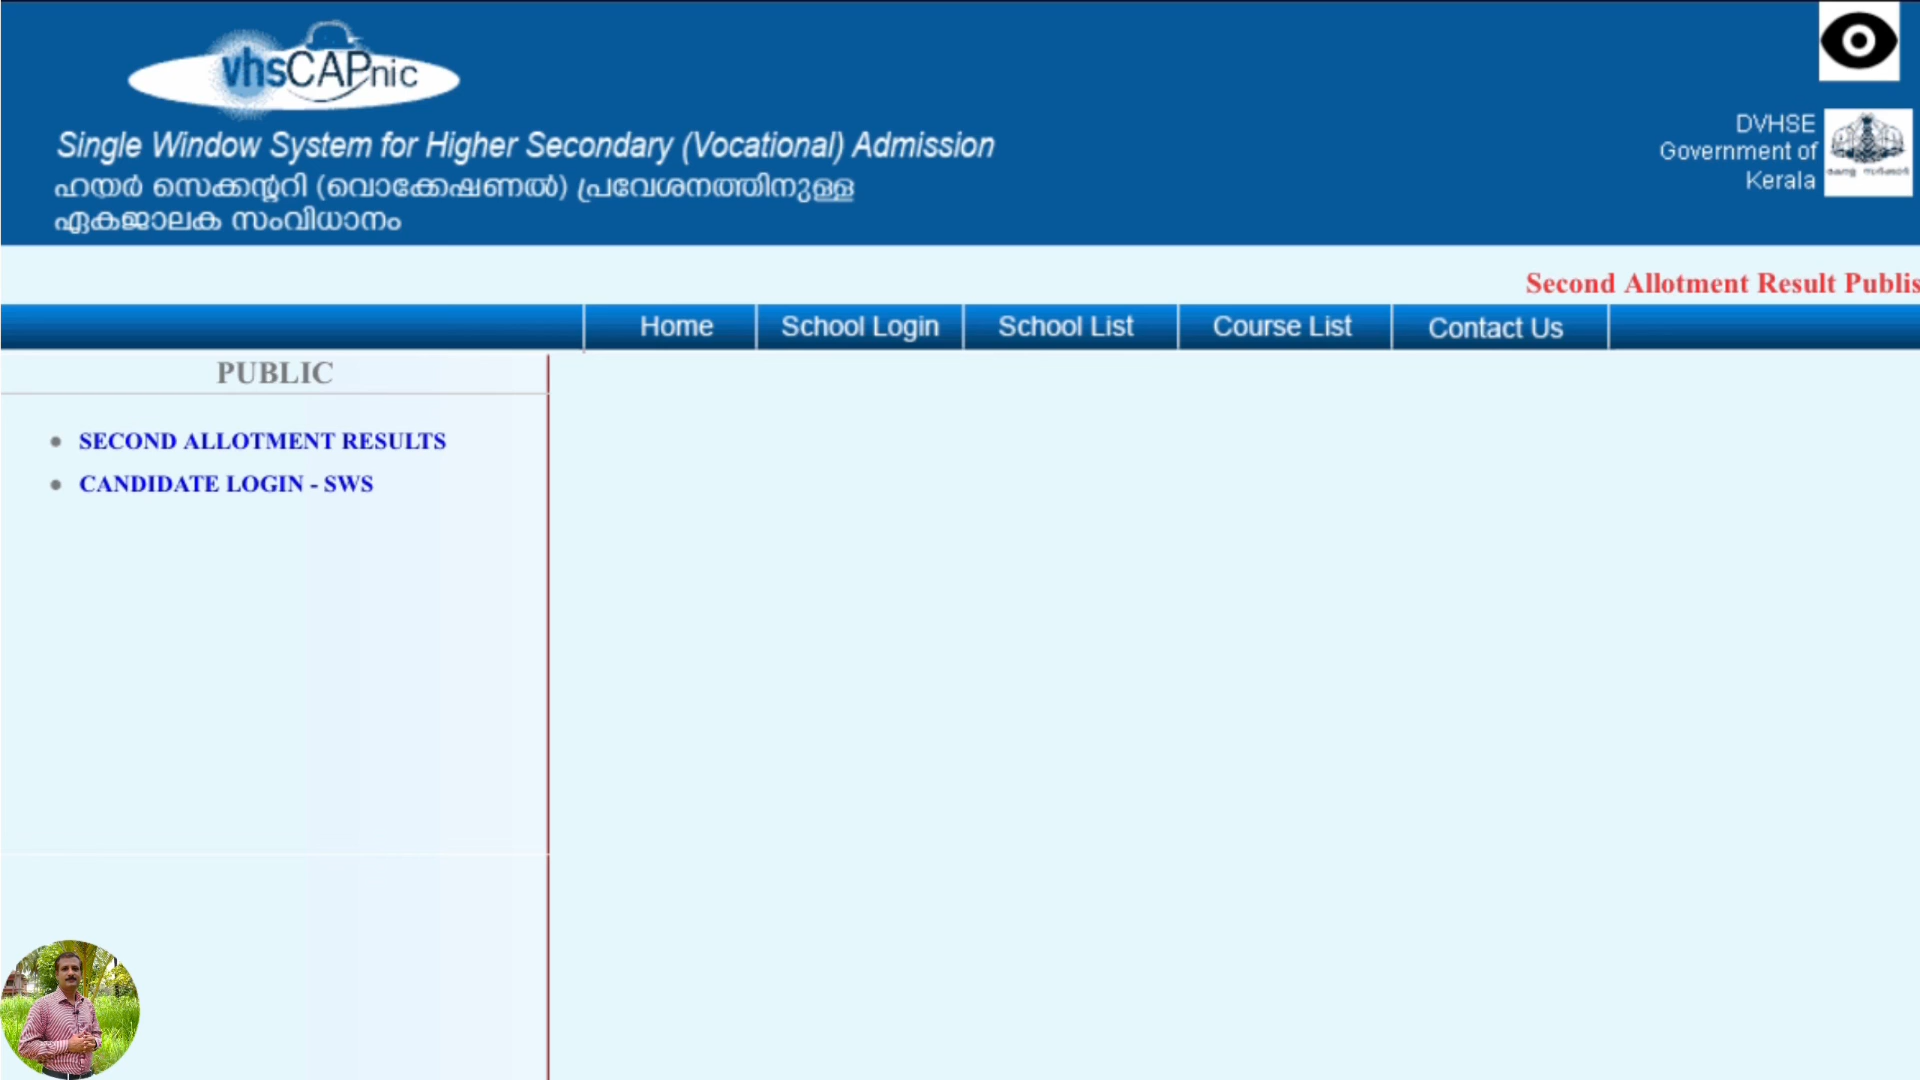 vhsCAPnic
Single Window System for Higher Secondary (Vocational) Admission
ഹയർ സെക്കന്ററി (വൊക്കേഷണൽ) പ്രവേശനത്തിനുള്ള
ഏകജാലക സംവിധാനം
DVHSE
Government of
Kerala
Second Allotment Result Publis
Home School Login School List Course List Contact Us
PUBLIC
SECOND ALLOTMENT RESULTS
CANDIDATE LOGIN - SWS